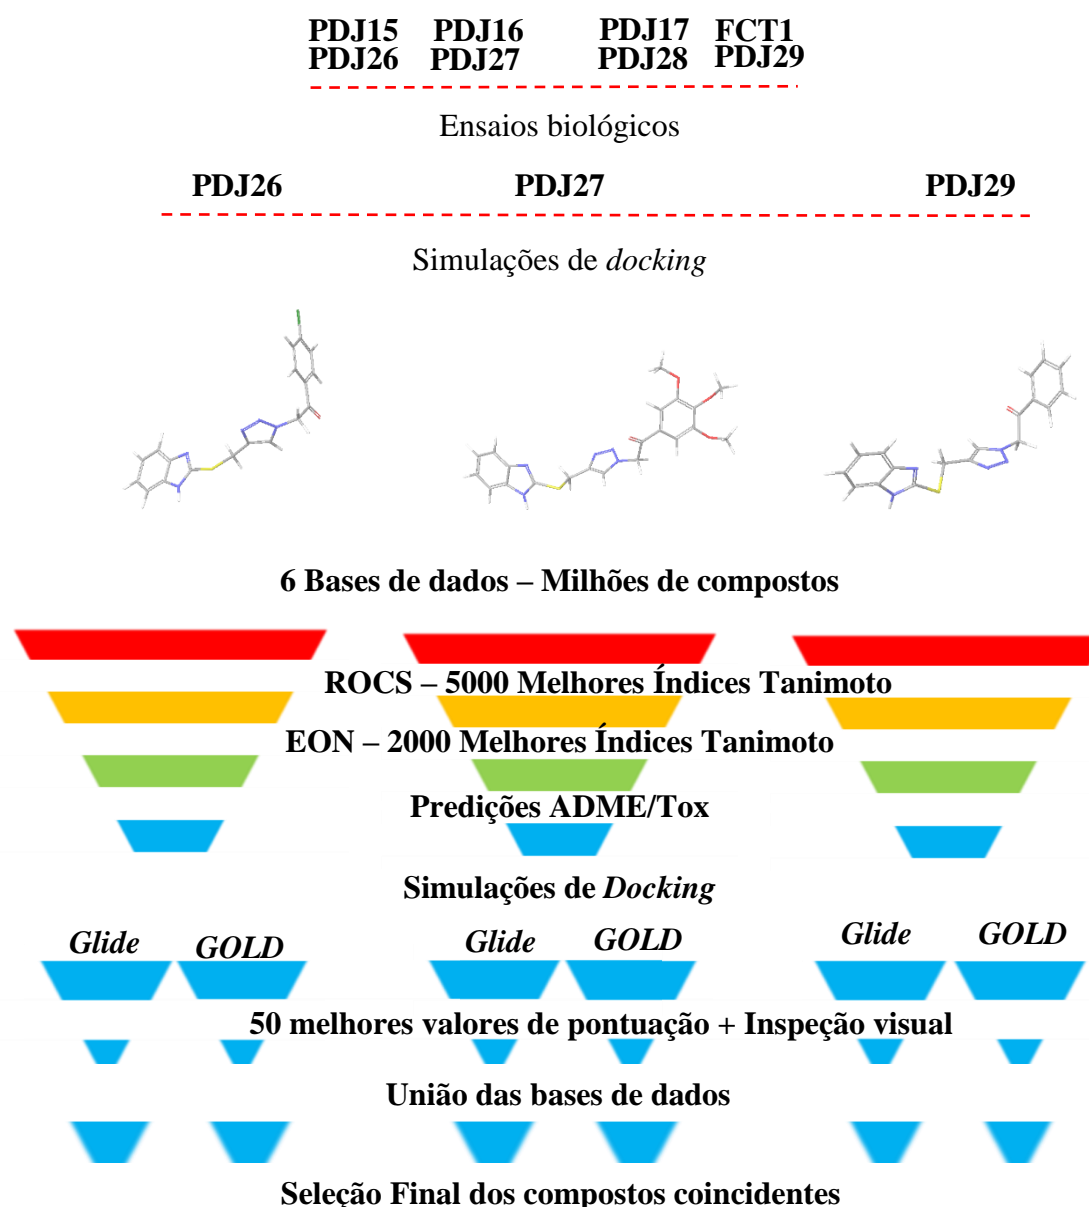 PDJ15 PDJ16 PDJ17 FCT1
PDJ26 PDJ27 PDJ28 PDJ29
Ensaios biológicos
PDJ26 PDJ27 PDJ29
Simulações de docking
6 Bases de dados – Milhões de compostos
ROCS – 5000 Melhores Índices Tanimoto
EON – 2000 Melhores Índices Tanimoto
Predições ADME/Tox
Simulações de Docking
Glide GOLD Glide GOLD Glide GOLD
50 melhores valores de pontuação + Inspeção visual
União das bases de dados
Seleção Final dos compostos coincidentes